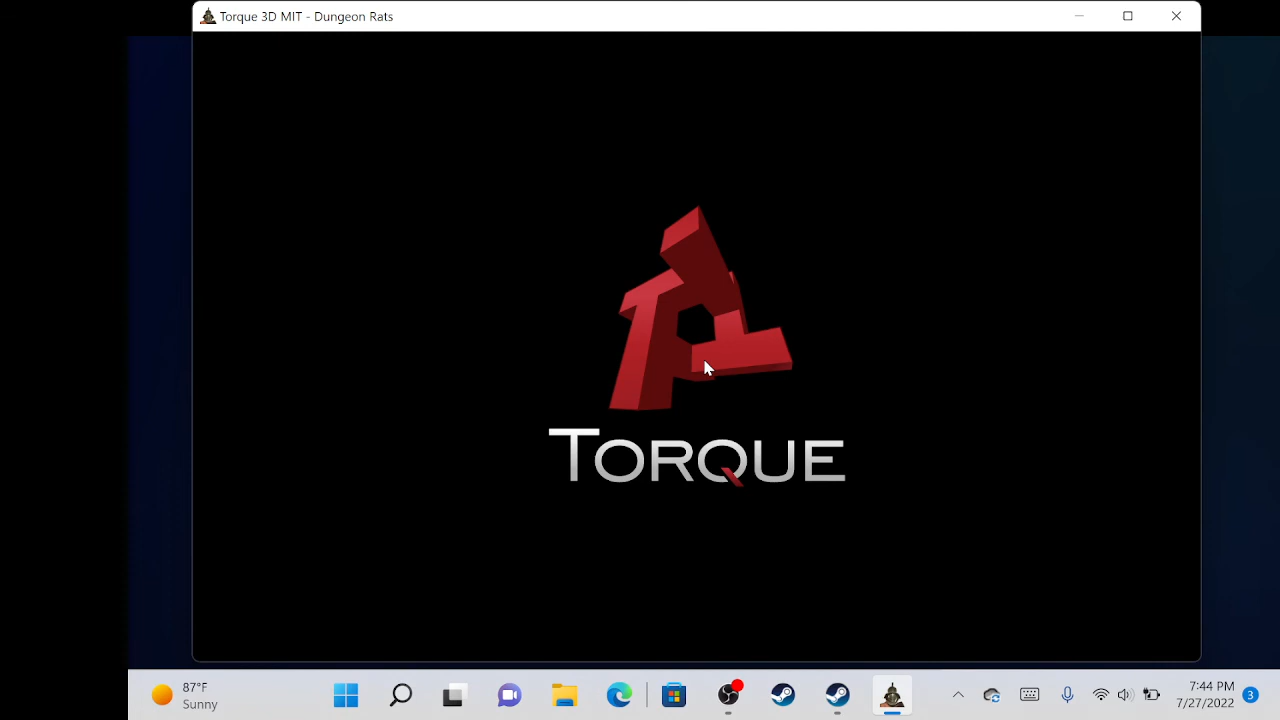 Torque 3D MIT - Dungeon Rats
TORQUE
87°F
Sunny
7:44 PM
7/27/2022
3